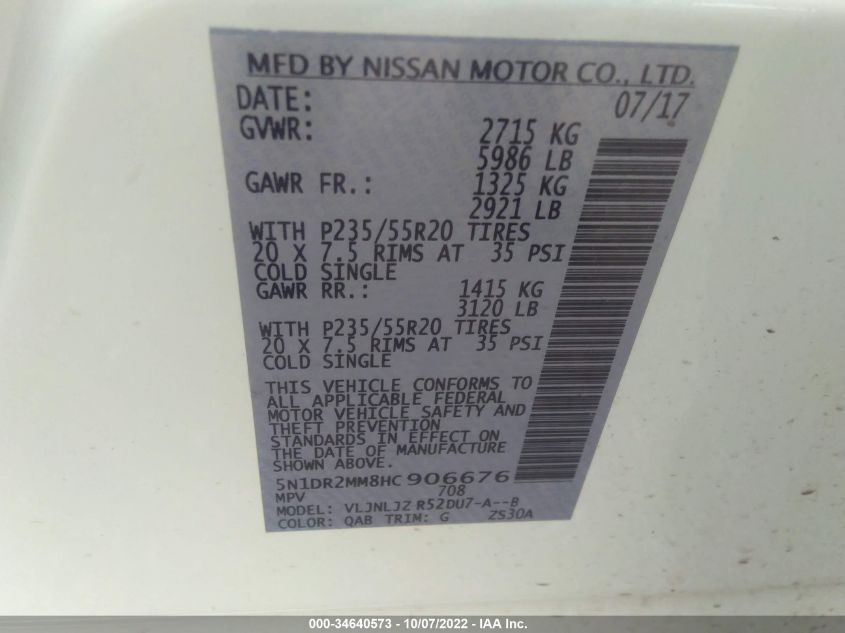 MFD BY NISSAN MOTOR CO., LTD.
DATE: 07/17
GVWR: 2715 KG
5986 LB
GAWR FR.: 1325 KG
2921 LB
WITH P235/55R20 TIRES
20 X 7.5 RIMS AT 35 PSI
COLD SINGLE
GAWR RR.: 1415 KG
3120 LB
WITH P235/55R20 TIRES
20 X 7.5 RIMS AT 35 PSI
COLD SINGLE
THIS VEHICLE CONFORMS TO
ALL APPLICABLE FEDERAL
MOTOR VEHICLE SAFETY AND
THEFT PREVENTION
STANDARDS IN EFFECT ON
THE DATE OF MANUFACTURE
SHOWN ABOVE.
5N1DR2MM8HC906676
MPV 708
MODEL: VLJNLJZ R52DU7-A--B
COLOR: QAB TRIM: G ZS30A
000-34640573 - 10/07/2022 - IAA Inc.